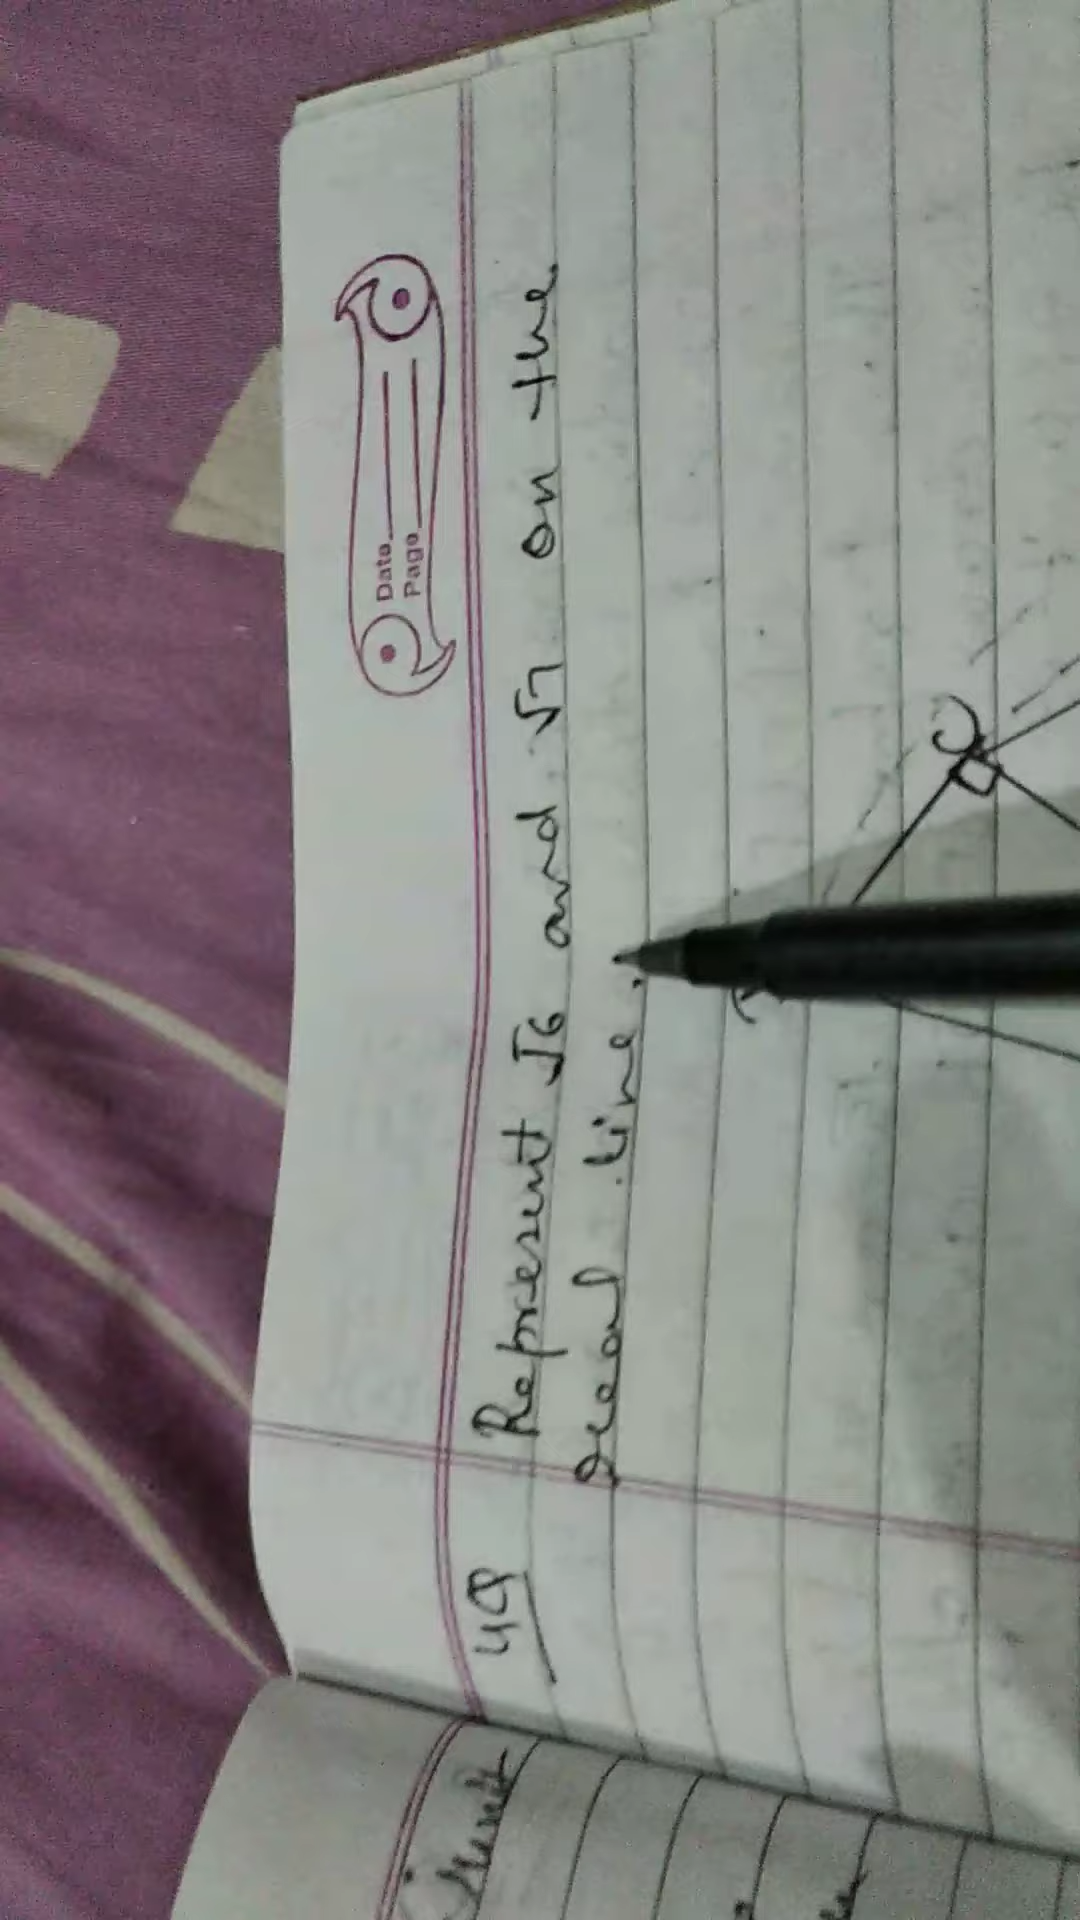 Date
Page
4Q Represent √6 and √7 on the
real line.
C